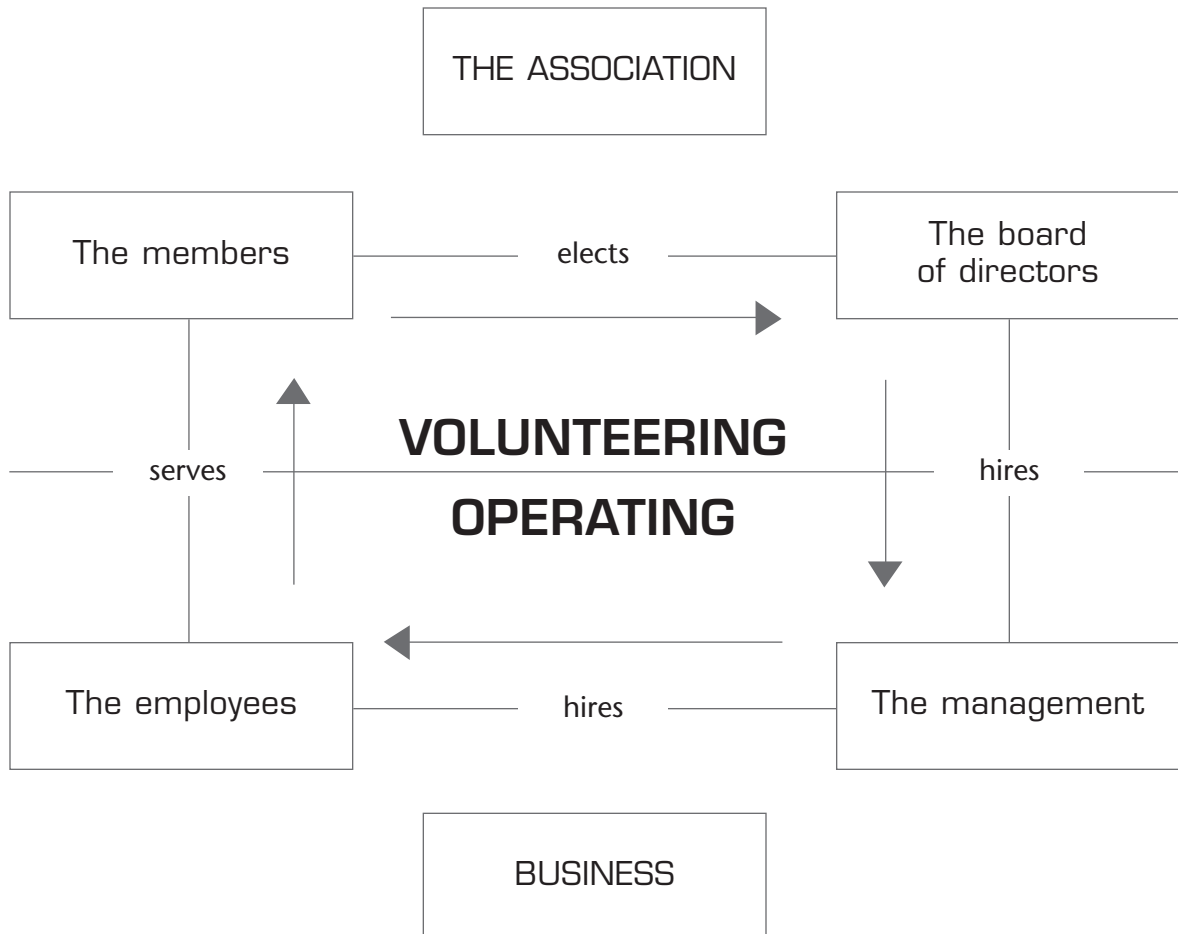 THE ASSOCIATION
The members
elects
The board
of directors
VOLUNTEERING
serves
hires
OPERATING
The employees
hires
The management
BUSINESS